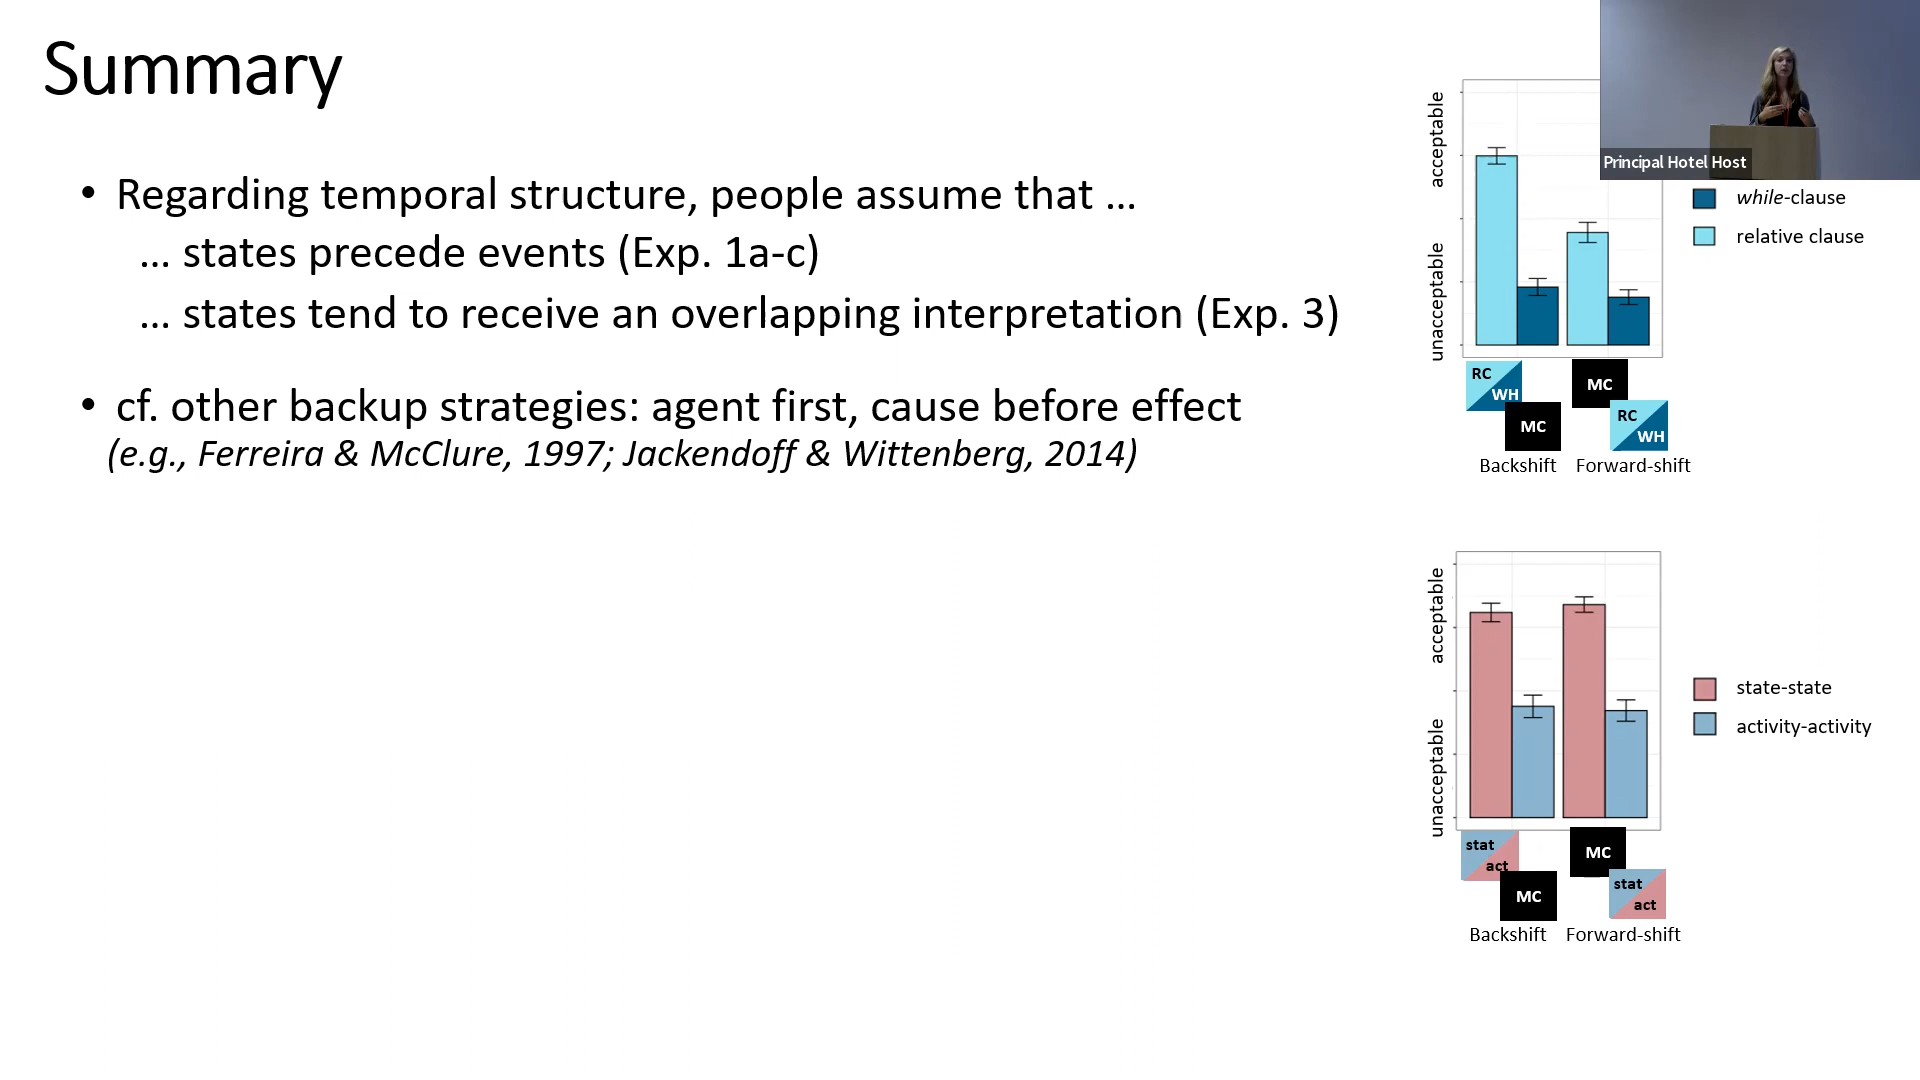 Summary
• Regarding temporal structure, people assume that ...
... states precede events (Exp. 1a-c)
... states tend to receive an overlapping interpretation (Exp. 3)
• cf. other backup strategies: agent first, cause before effect
(e.g., Ferreira & McClure, 1997; Jackendoff & Wittenberg, 2014)
Principal Hotel Host
acceptable
unacceptable
while-clause
relative clause
RC
WH
MC
MC
RC
WH
Backshift
Forward-shift
acceptable
unacceptable
state-state
activity-activity
stat
act
MC
MC
stat
act
Backshift
Forward-shift